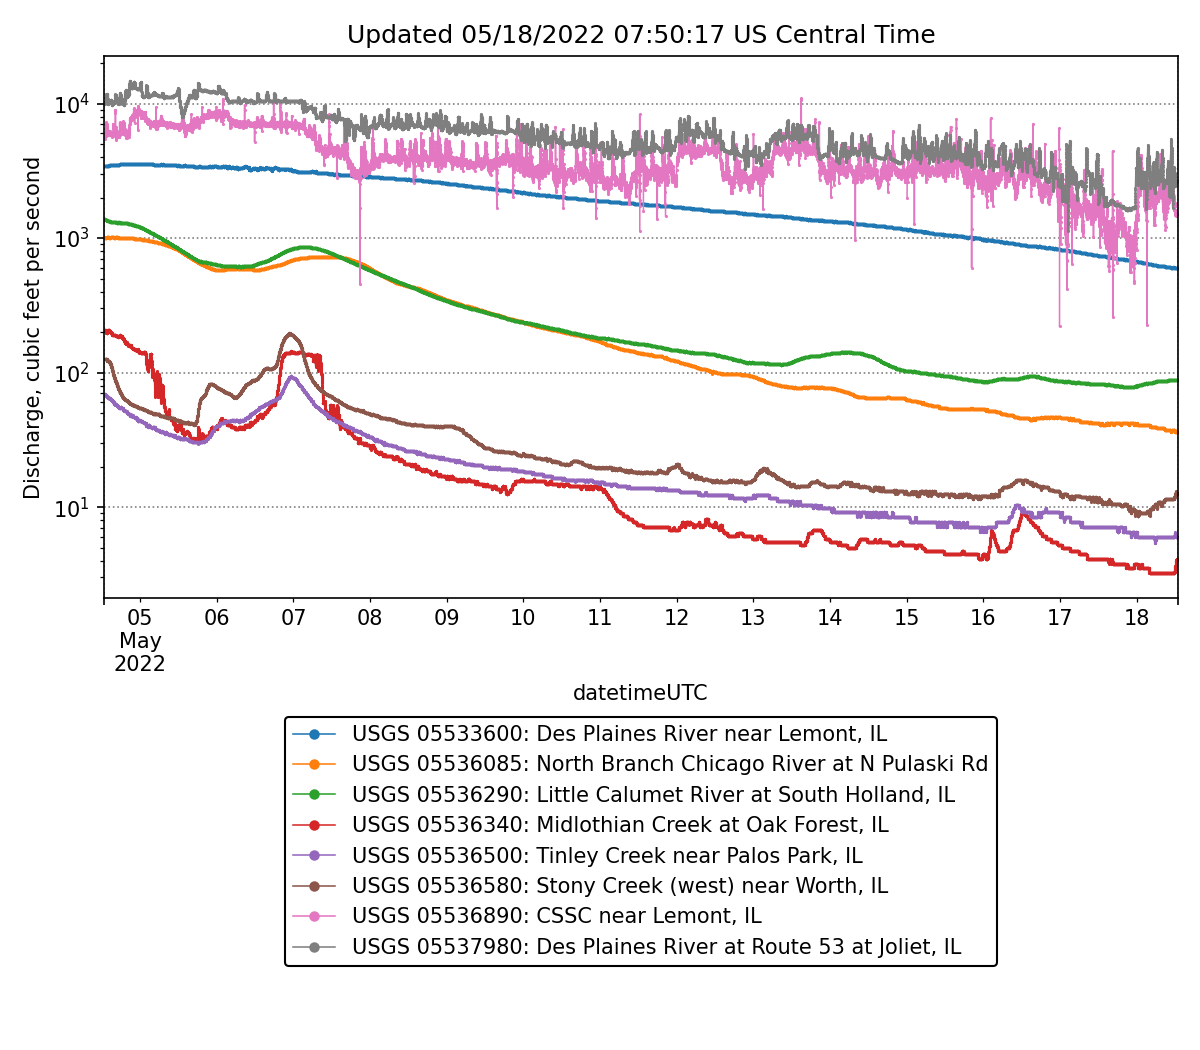 Updated 05/18/2022 07:50:17 US Central Time
Discharge, cubic feet per second
10^4
10^3
10^2
10^1
05 06 07 08 09 10 11 12 13 14 15 16 17 18
May
2022
datetimeUTC
USGS 05533600: Des Plaines River near Lemont, IL
USGS 05536085: North Branch Chicago River at N Pulaski Rd
USGS 05536290: Little Calumet River at South Holland, IL
USGS 05536340: Midlothian Creek at Oak Forest, IL
USGS 05536500: Tinley Creek near Palos Park, IL
USGS 05536580: Stony Creek (west) near Worth, IL
USGS 05536890: CSSC near Lemont, IL
USGS 05537980: Des Plaines River at Route 53 at Joliet, IL